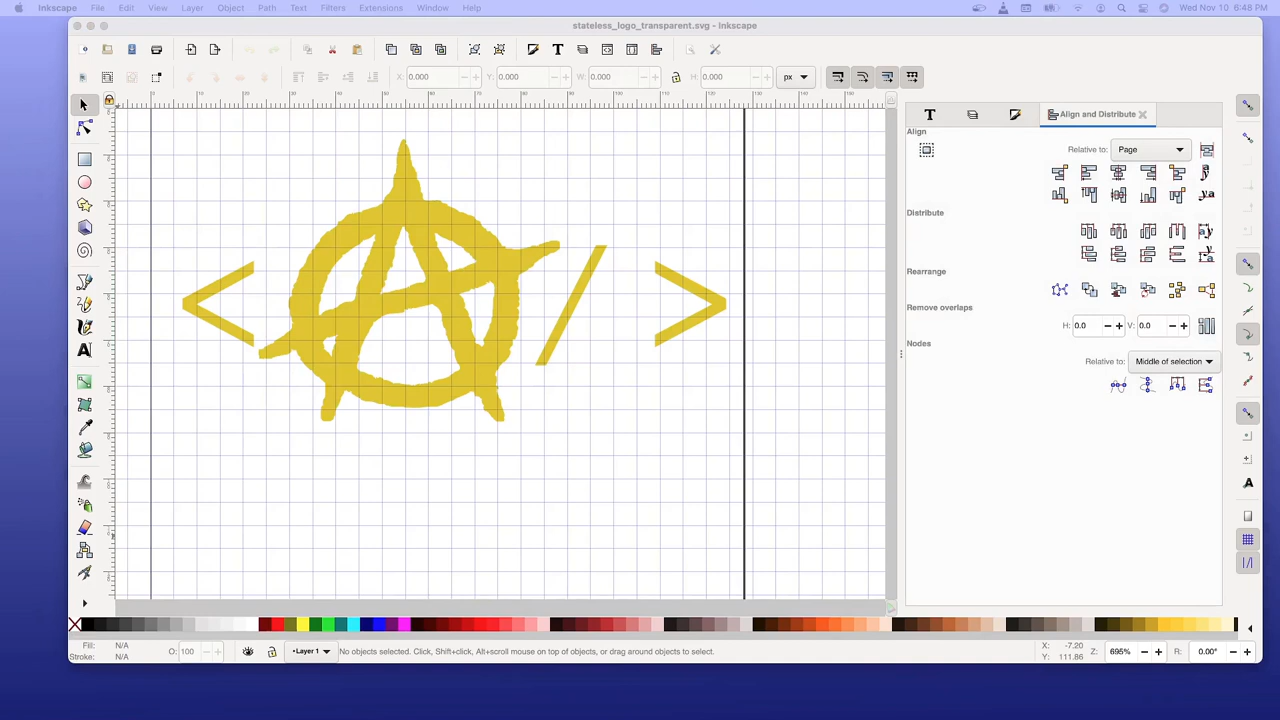 Inkscape File Edit View Layer Object Path Text Filters Extensions Window Help Wed Nov 10 6:48 PM
stateless_logo_transparent.svg - Inkscape
X: 0.000 Y: 0.000 W: 0.000 H: 0.000 px
Align and Distribute
Align
Relative to: Page
Distribute
Rearrange
Remove overlaps
H: 0.0 V: 0.0
Nodes
Relative to: Middle of selection
< A / >
Fill: N/A
Stroke: N/A
O: 100
•Layer 1
No objects selected. Click, Shift+click, Alt+scroll mouse on top of objects, or drag around objects to select.
X: -7.20
Y: 111.86
Z: 695%
R: 0.00°